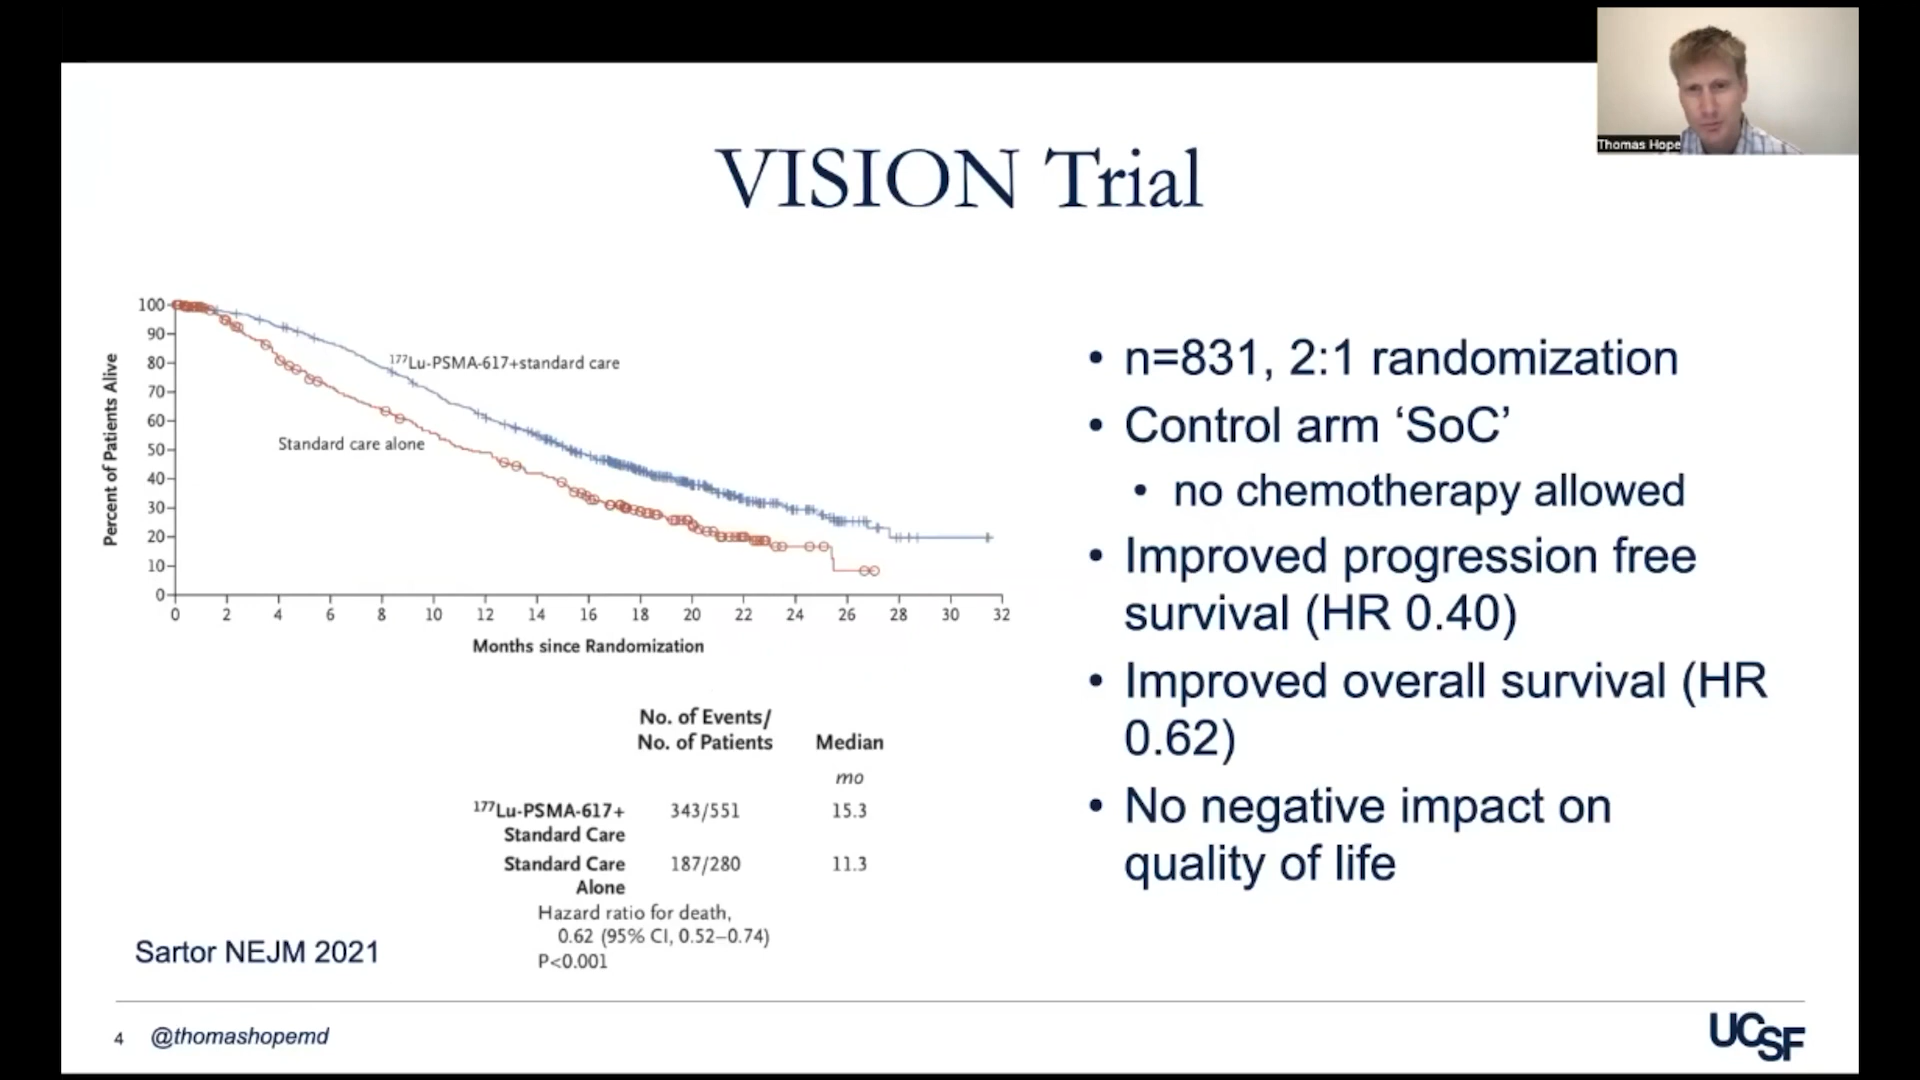 Thomas Hope
VISION Trial
100
90
80
70
60
50
40
30
20
10
0
Percent of Patients Alive
177Lu-PSMA-617+standard care
Standard care alone
0 2 4 6 8 10 12 14 16 18 20 22 24 26 28 30 32
Months since Randomization
No. of Events/
No. of Patients Median
mo
177Lu-PSMA-617+ 343/551 15.3
Standard Care
Standard Care 187/280 11.3
Alone
Hazard ratio for death,
0.62 (95% CI, 0.52–0.74)
P<0.001
• n=831, 2:1 randomization
• Control arm ‘SoC’
• no chemotherapy allowed
• Improved progression free
survival (HR 0.40)
• Improved overall survival (HR
0.62)
• No negative impact on
quality of life
Sartor NEJM 2021
4 @thomashopemd
UCSF